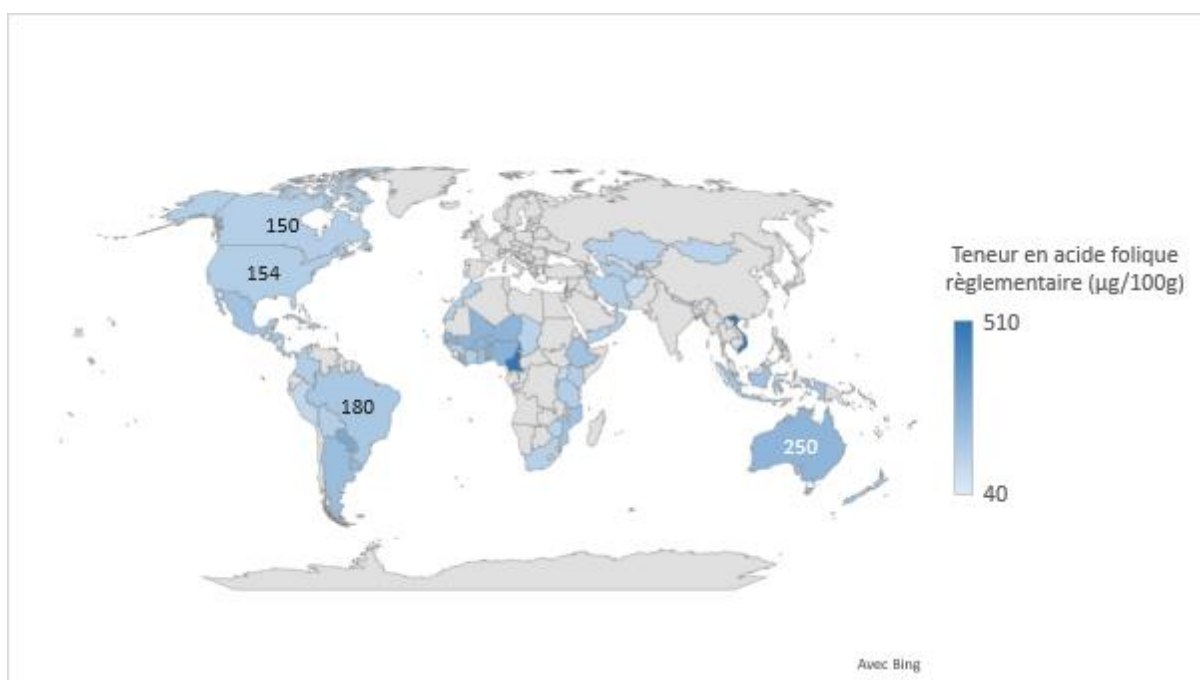 150
154
180
250
Teneur en acide folique
règlementaire (µg/100g)
510
40
Avec Bing